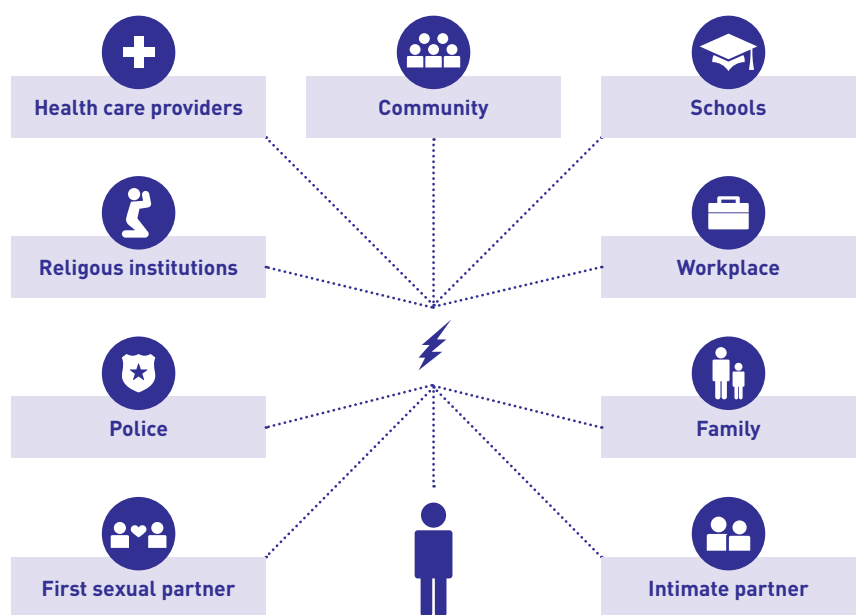 Health care providers
Community
Schools
Religous institutions
Workplace
Police
Family
First sexual partner
Intimate partner